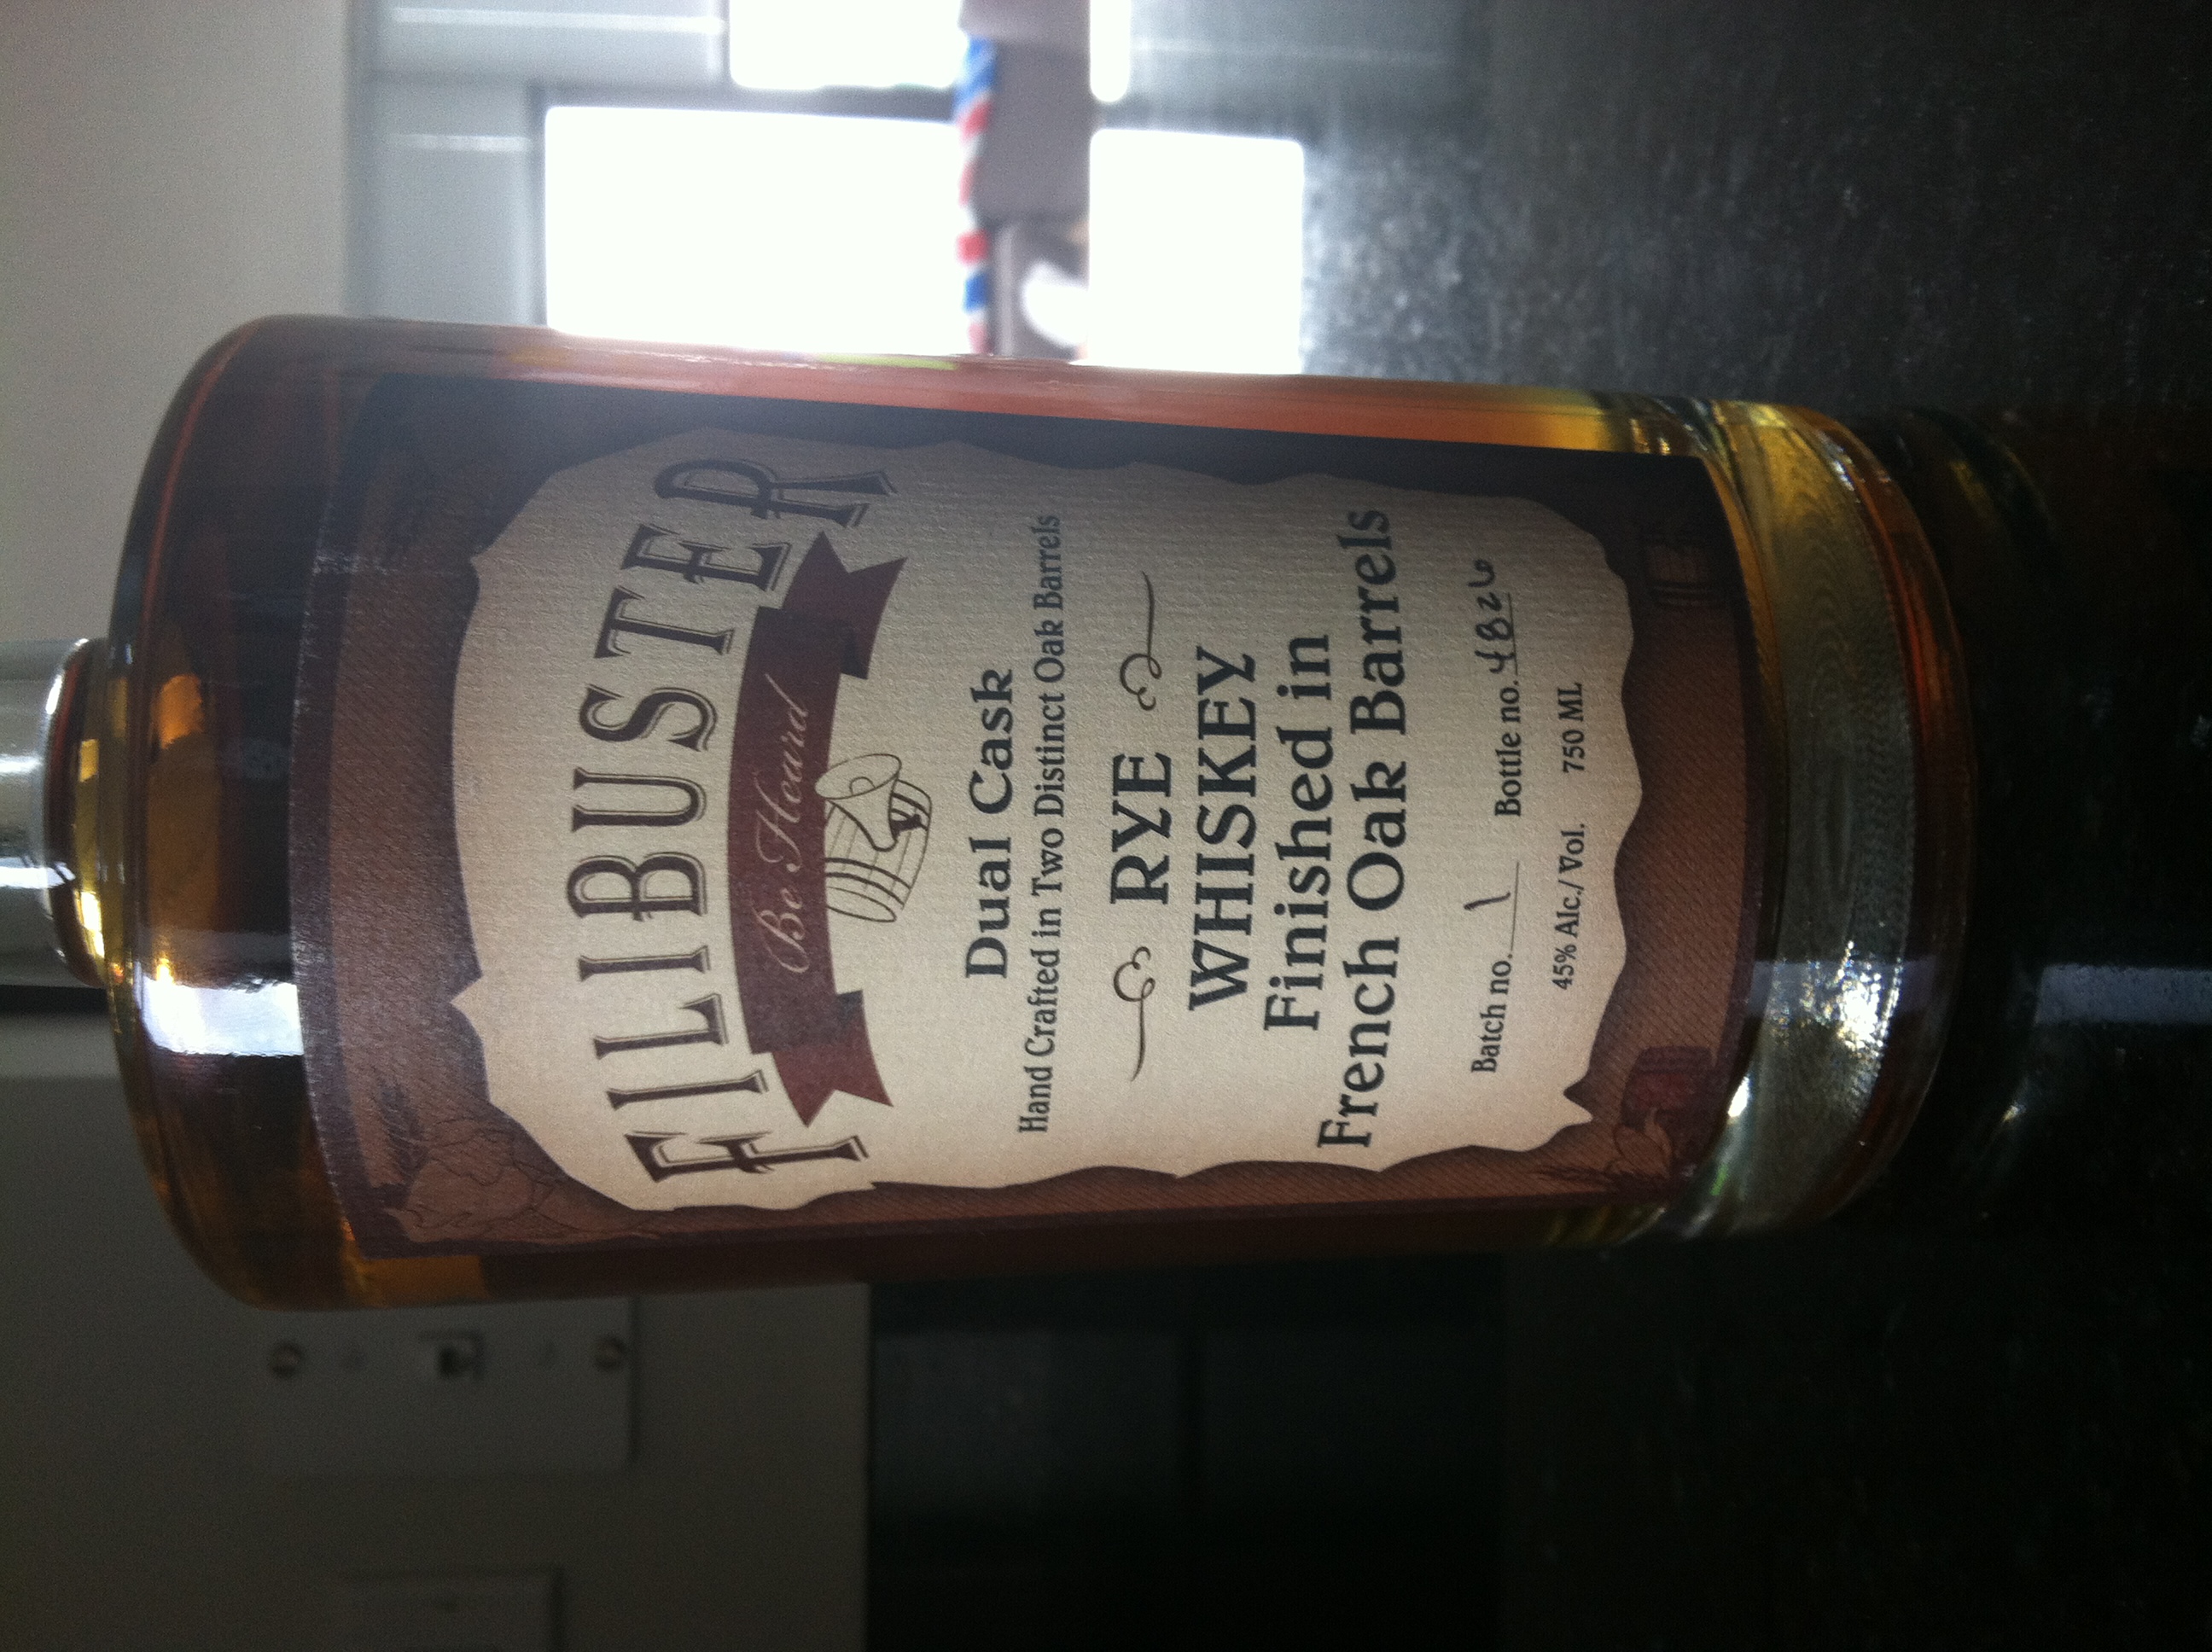 FILIBUSTER
Be Heard
Dual Cask
Hand Crafted in Two Distinct Oak Barrels
RYE
WHISKEY
Finished in
French Oak Barrels
Batch no. 1 Bottle no. 4826
45% Alc./ Vol. 750 ML